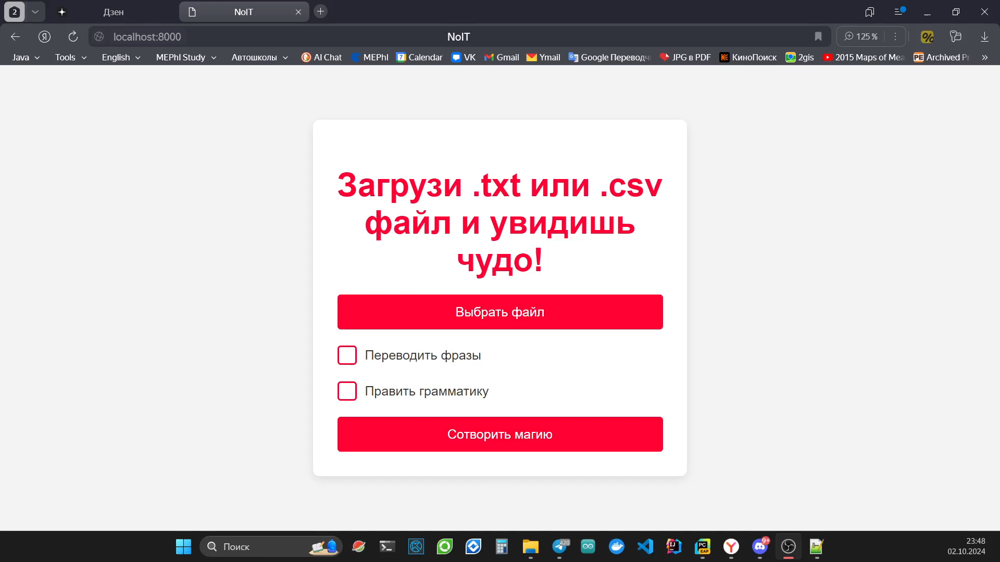 2
Дзен
NoIT
localhost:8000
NoIT
125 %
Java
Tools
English
MEPhI Study
Автошколы
AI Chat
MEPhI
Calendar
VK
Gmail
Ymail
Google Переводч
JPG в PDF
КиноПоиск
2gis
2015 Maps of Mea
Archived Pr
Загрузи .txt или .csv
файл и увидишь
чудо!
Выбрать файл
Переводить фразы
Править грамматику
Сотворить магию
Поиск
420
9+
23:48
02.10.2024